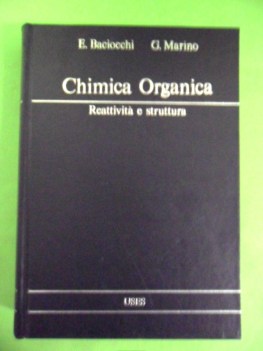 E. Baciocchi G. Marino
Chimica Organica
Reattività e struttura
USES